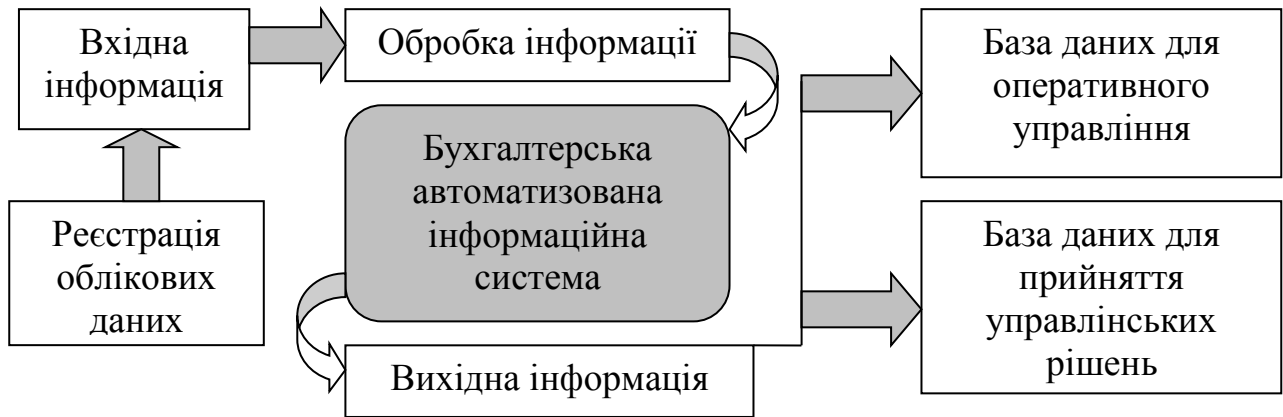 Вхідна
інформація
Обробка інформації
База даних для
оперативного
управління
Бухгалтерська
автоматизована
інформаційна
система
Реєстрація
облікових
даних
База даних для
прийняття
управлінських
рішень
Вихідна інформація